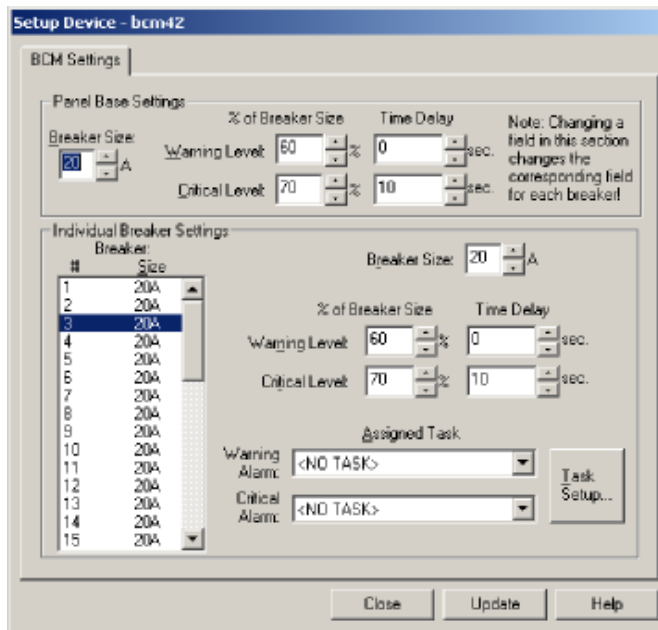 Setup Device - bcm42
BCM Settings
Panel Base Settings
% of Breaker Size Time Delay
Breaker Size: 20 A
Warning Level: 60 % 0 sec.
Critical Level: 70 % 10 sec.
Note: Changing a
field in this section
changes the
corresponding field
for each breaker!
Individual Breaker Settings
Breaker:
# Size
1 20A
2 20A
3 20A
4 20A
5 20A
6 20A
7 20A
8 20A
9 20A
10 20A
11 20A
12 20A
13 20A
14 20A
15 20A
Breaker Size: 20 A
% of Breaker Size Time Delay
Warning Level: 60 % 0 sec.
Critical Level: 70 % 10 sec.
Assigned Task
Warning
Alarm: <NO TASK>
Critical
Alarm: <NO TASK>
Task
Setup...
Close Update Help